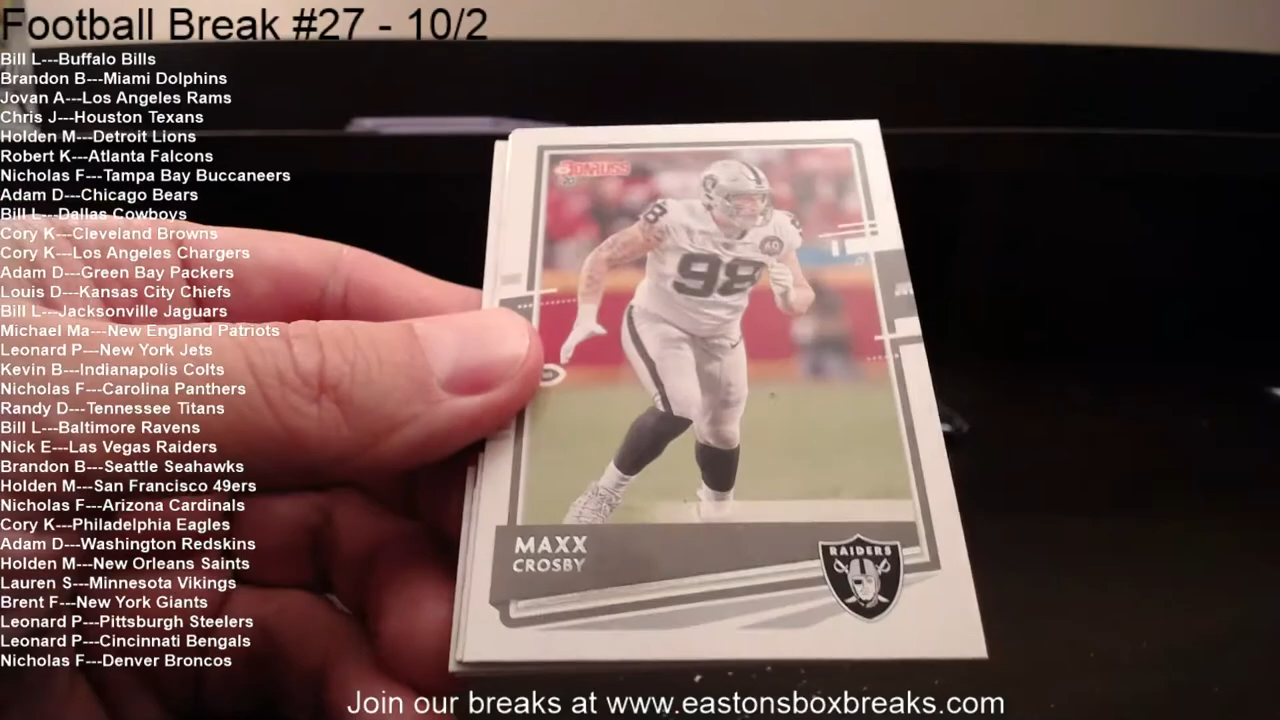 Football Break #27 - 10/2
Bill L---Buffalo Bills
Brandon B---Miami Dolphins
Jovan A---Los Angeles Rams
Chris J---Houston Texans
Holden M---Detroit Lions
Robert K---Atlanta Falcons
Nicholas F---Tampa Bay Buccaneers
Adam D---Chicago Bears
Bill L---Dallas Cowboys
Cory K---Cleveland Browns
Cory K---Los Angeles Chargers
Adam D---Green Bay Packers
Louis D---Kansas City Chiefs
Bill L---Jacksonville Jaguars
Michael Ma---New England Patriots
Leonard P---New York Jets
Kevin B---Indianapolis Colts
Nicholas F---Carolina Panthers
Randy D---Tennessee Titans
Bill L---Baltimore Ravens
Nick E---Las Vegas Raiders
Brandon B---Seattle Seahawks
Holden M---San Francisco 49ers
Nicholas F---Arizona Cardinals
Cory K---Philadelphia Eagles
Adam D---Washington Redskins
Holden M---New Orleans Saints
Lauren S---Minnesota Vikings
Brent F---New York Giants
Leonard P---Pittsburgh Steelers
Leonard P---Cincinnati Bengals
Nicholas F---Denver Broncos
DONRUSS
98
98
60
MAXX
CROSBY
RAIDERS
Join our breaks at www.eastonsboxbreaks.com